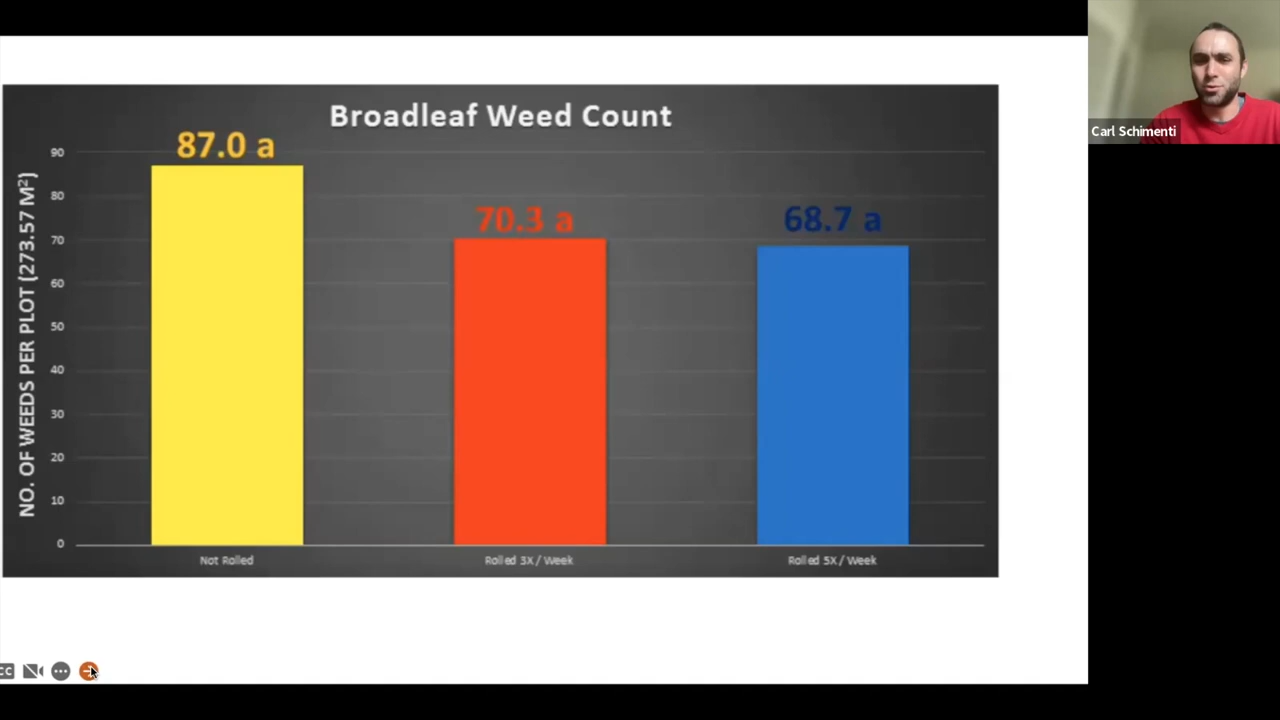 Broadleaf Weed Count
NO. OF WEEDS PER PLOT (273.57 M²)
90
80
70
60
50
40
30
20
10
0
87.0 a
70.3 a
68.7 a
Not Rolled
Rolled 3X / Week
Rolled 5X / Week
Carl Schimenti
CC